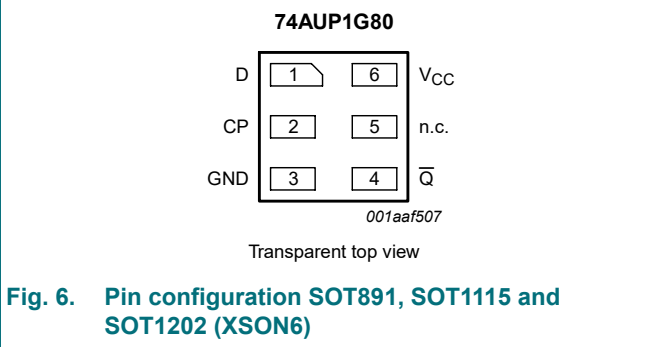 74AUP1G80
D 1 6 VCC
CP 2 5 n.c.
GND 3 4 Q̅
001aaf507
Transparent top view
Fig. 6. Pin configuration SOT891, SOT1115 and
SOT1202 (XSON6)